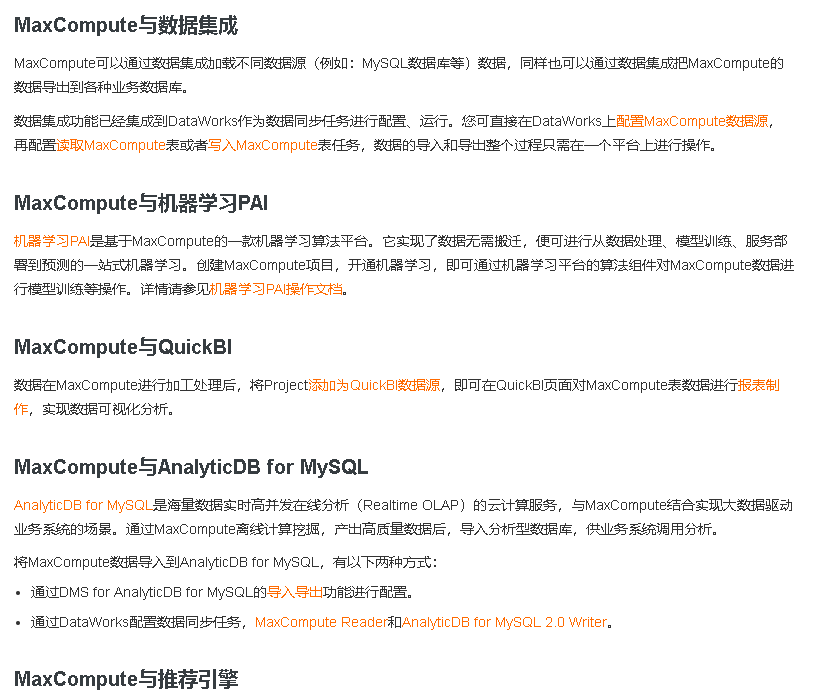 MaxCompute与数据集成
MaxCompute可以通过数据集成加载不同数据源（例如：MySQL数据库等）数据，同样也可以通过数据集成把MaxCompute的
数据导出到各种业务数据库。
数据集成功能已经集成到DataWorks作为数据同步任务进行配置、运行。您可直接在DataWorks上配置MaxCompute数据源，
再配置读取MaxCompute表或者写入MaxCompute表任务，数据的导入和导出整个过程只需在一个平台上进行操作。
MaxCompute与机器学习PAI
机器学习PAI是基于MaxCompute的一款机器学习算法平台。它实现了数据无需搬迁，便可进行从数据处理、模型训练、服务部
署到预测的一站式机器学习。创建MaxCompute项目，开通机器学习，即可通过机器学习平台的算法组件对MaxCompute数据进
行模型训练等操作。详情请参见机器学习PAI操作文档。
MaxCompute与QuickBI
数据在MaxCompute进行加工处理后，将Project添加为QuickBI数据源，即可在QuickBI页面对MaxCompute表数据进行报表制
作，实现数据可视化分析。
MaxCompute与AnalyticDB for MySQL
AnalyticDB for MySQL是海量数据实时高并发在线分析（Realtime OLAP）的云计算服务，与MaxCompute结合实现大数据驱动
业务系统的场景。通过MaxCompute离线计算挖掘，产出高质量数据后，导入分析型数据库，供业务系统调用分析。
将MaxCompute数据导入到AnalyticDB for MySQL，有以下两种方式：
• 通过DMS for AnalyticDB for MySQL的导入导出功能进行配置。
• 通过DataWorks配置数据同步任务，MaxCompute Reader和AnalyticDB for MySQL 2.0 Writer。
MaxCompute与推荐引擎